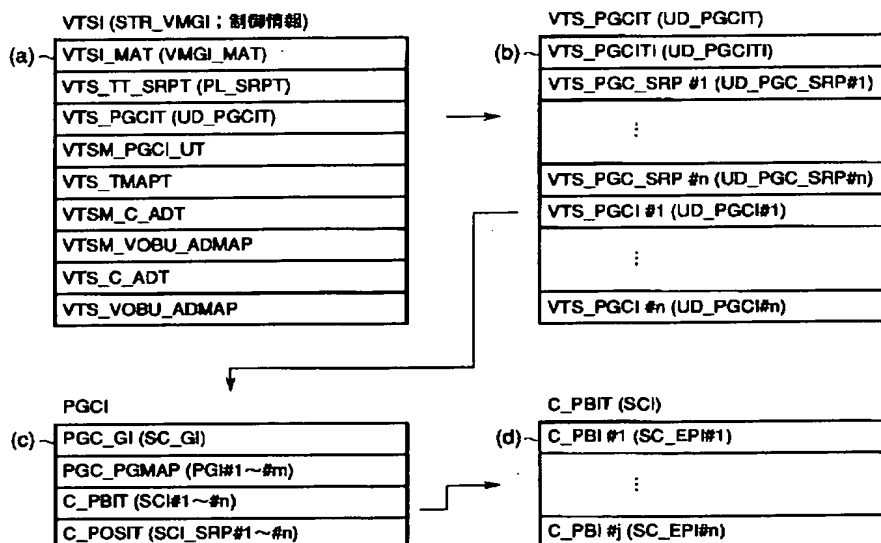 VTSI (STR_VMGI ; 制御情報)
(a)
VTSI_MAT (VMGI_MAT)
VTS_TT_SRPT (PL_SRPT)
VTS_PGCIT (UD_PGCIT)
VTSM_PGCI_UT
VTS_TMAPT
VTSM_C_ADT
VTSM_VOBU_ADMAP
VTS_C_ADT
VTS_VOBU_ADMAP
VTS_PGCIT (UD_PGCIT)
(b)
VTS_PGCITI (UD_PGCITI)
VTS_PGC_SRP #1 (UD_PGC_SRP#1)
⋮
VTS_PGC_SRP #n (UD_PGC_SRP#n)
VTS_PGCI #1 (UD_PGCI#1)
⋮
VTS_PGCI #n (UD_PGCI#n)
PGCI
(c)
PGC_GI (SC_GI)
PGC_PGMAP (PGI#1~#m)
C_PBIT (SCI#1~#n)
C_POSIT (SCI_SRP#1~#n)
C_PBIT (SCI)
(d)
C_PBI #1 (SC_EPI#1)
⋮
C_PBI #j (SC_EPI#n)